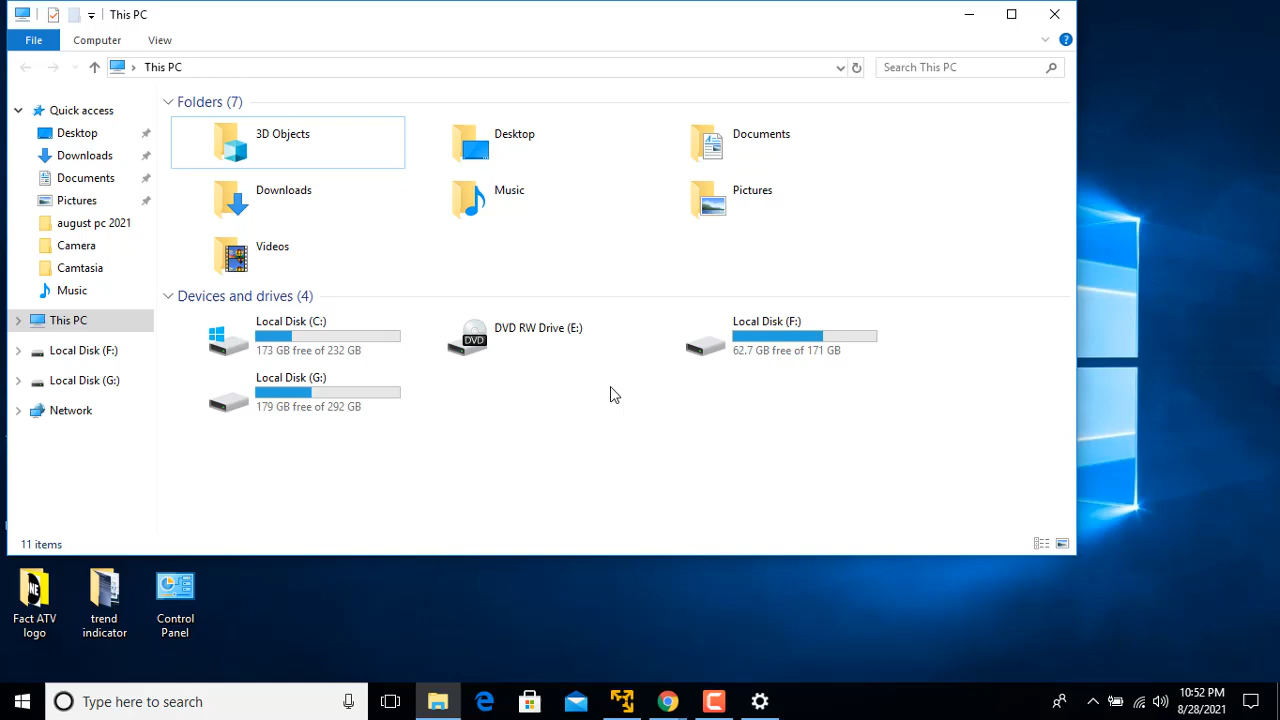 This PC
File
Computer
View
This PC
Search This PC
Quick access
Desktop
Downloads
Documents
Pictures
august pc 2021
Camera
Camtasia
Music
This PC
Local Disk (F:)
Local Disk (G:)
Network
Folders (7)
3D Objects
Desktop
Documents
Downloads
Music
Pictures
Videos
Devices and drives (4)
Local Disk (C:)
173 GB free of 232 GB
DVD RW Drive (E:)
DVD
Local Disk (F:)
62.7 GB free of 171 GB
Local Disk (G:)
179 GB free of 292 GB
11 items
NE
Fact ATV
logo
trend
indicator
Control
Panel
Type here to search
10:52 PM
8/28/2021